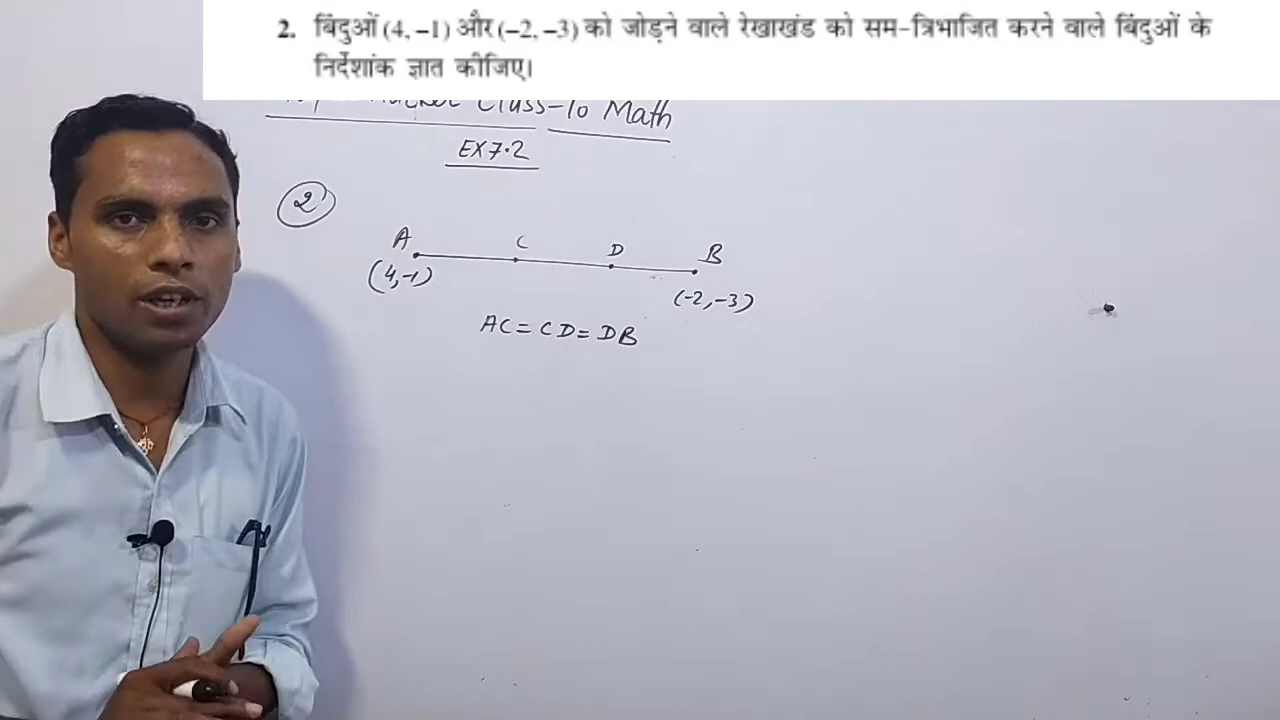 2. बिंदुओं (4, –1) और (–2, –3) को जोड़ने वाले रेखाखंड को सम-त्रिभाजित करने वाले बिंदुओं के
निर्देशांक ज्ञात कीजिए।
Class-10 Math
EX 7.2
2
A C D B
(4,-1) (-2,-3)
AC = CD = DB